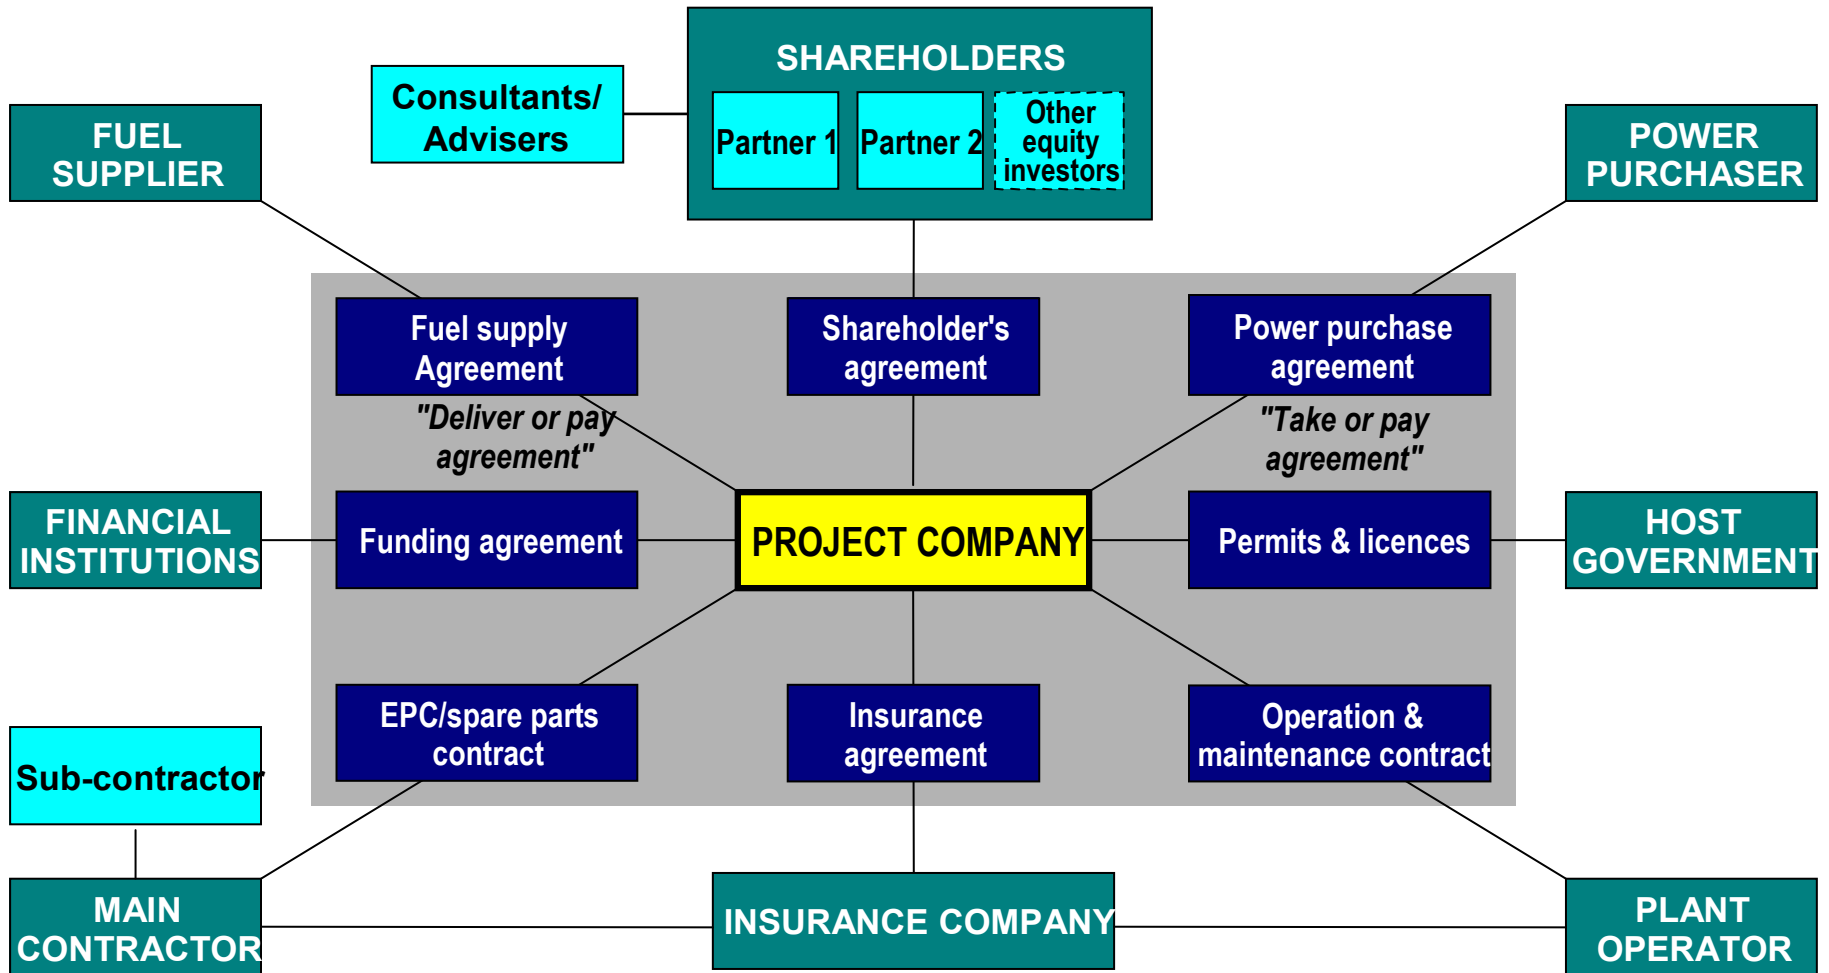 SHAREHOLDERS
Consultants/
Advisers
Partner 1
Partner 2
Other
equity
investors
FUEL
SUPPLIER
POWER
PURCHASER
Fuel supply
Agreement
Shareholder's
agreement
Power purchase
agreement
"Deliver or pay
agreement"
"Take or pay
agreement"
FINANCIAL
INSTITUTIONS
Funding agreement
PROJECT COMPANY
Permits & licences
HOST
GOVERNMENT
EPC/spare parts
contract
Insurance
agreement
Operation &
maintenance contract
Sub-contractor
MAIN
CONTRACTOR
INSURANCE COMPANY
PLANT
OPERATOR